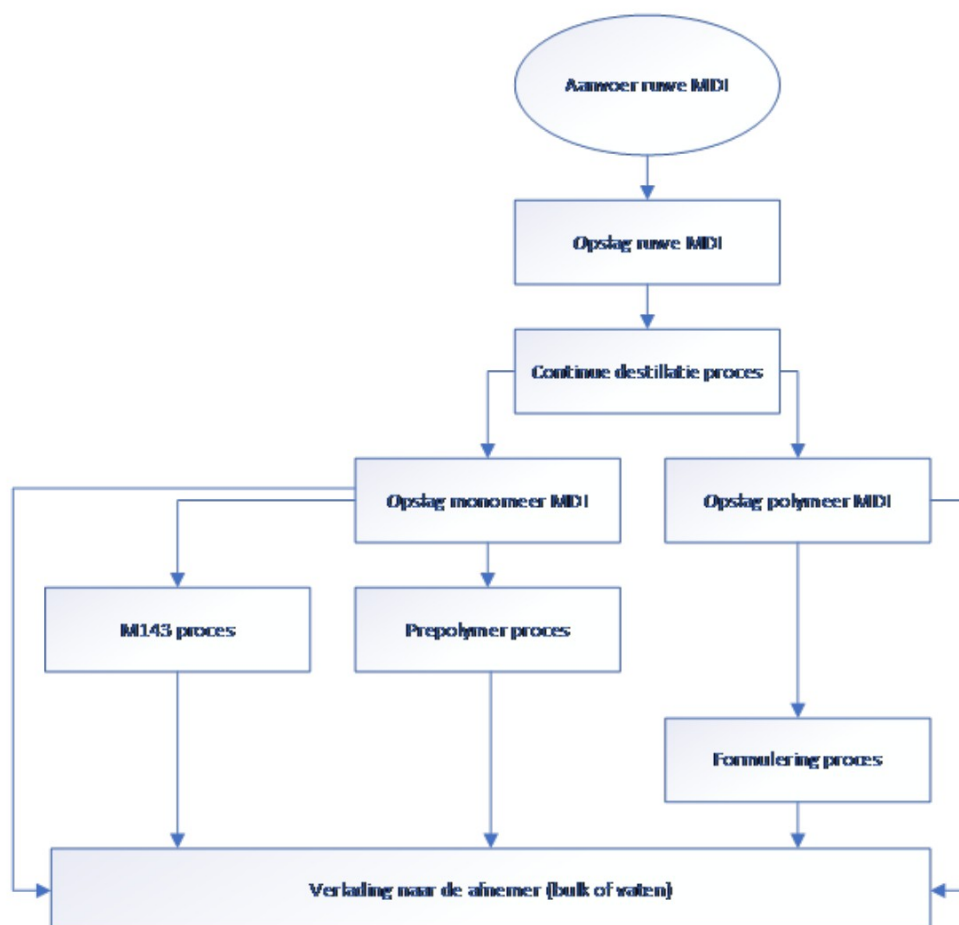 Aanvoer ruwe MDI
Opslag ruwe MDI
Continue destillatie proces
Opslag monomeer MDI
Opslag polymeer MDI
M143 proces
Prepolymer proces
Formulering proces
Verlading naar de afnemer (bulk of vaten)